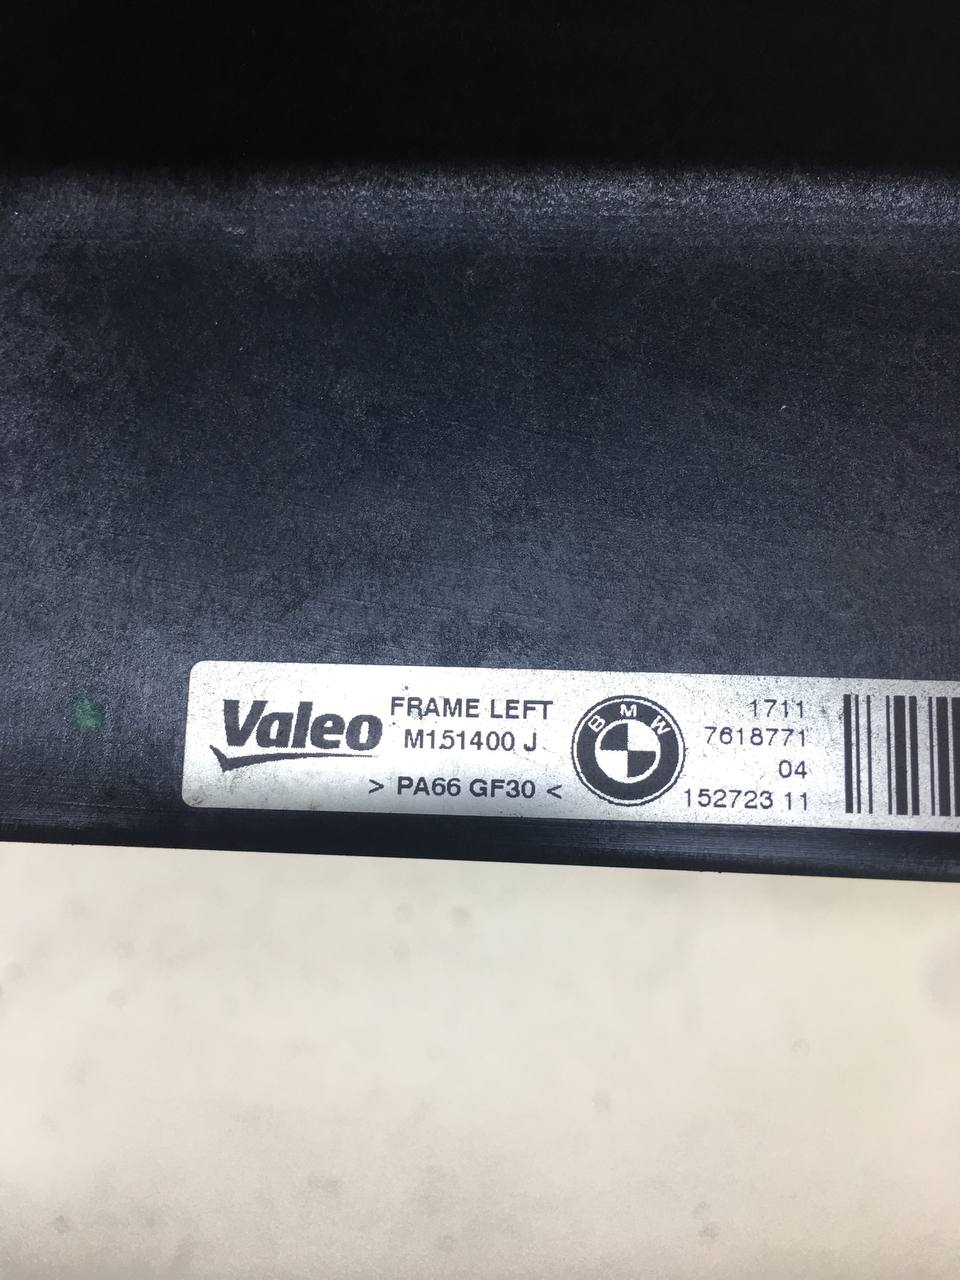 Valeo
FRAME LEFT
M151400 J
> PA66 GF30 <
BMW
1711
7618771
04
152723 11